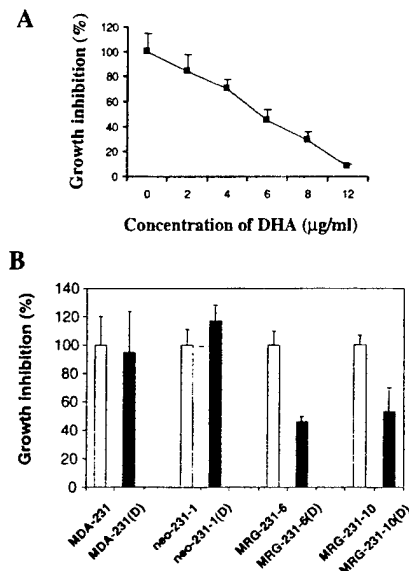 A
Growth inhibition (%)
120
100
80
60
40
20
0
0 2 4 6 8 12
Concentration of DHA (μg/ml)
B
Growth inhibition (%)
140
120
100
80
60
40
20
0
MDA-231
MDA-231(D)
neo-231-1
neo-231-1(D)
MRG-231-6
MRG-231-6(D)
MRG-231-10
MRG-231-10(D)